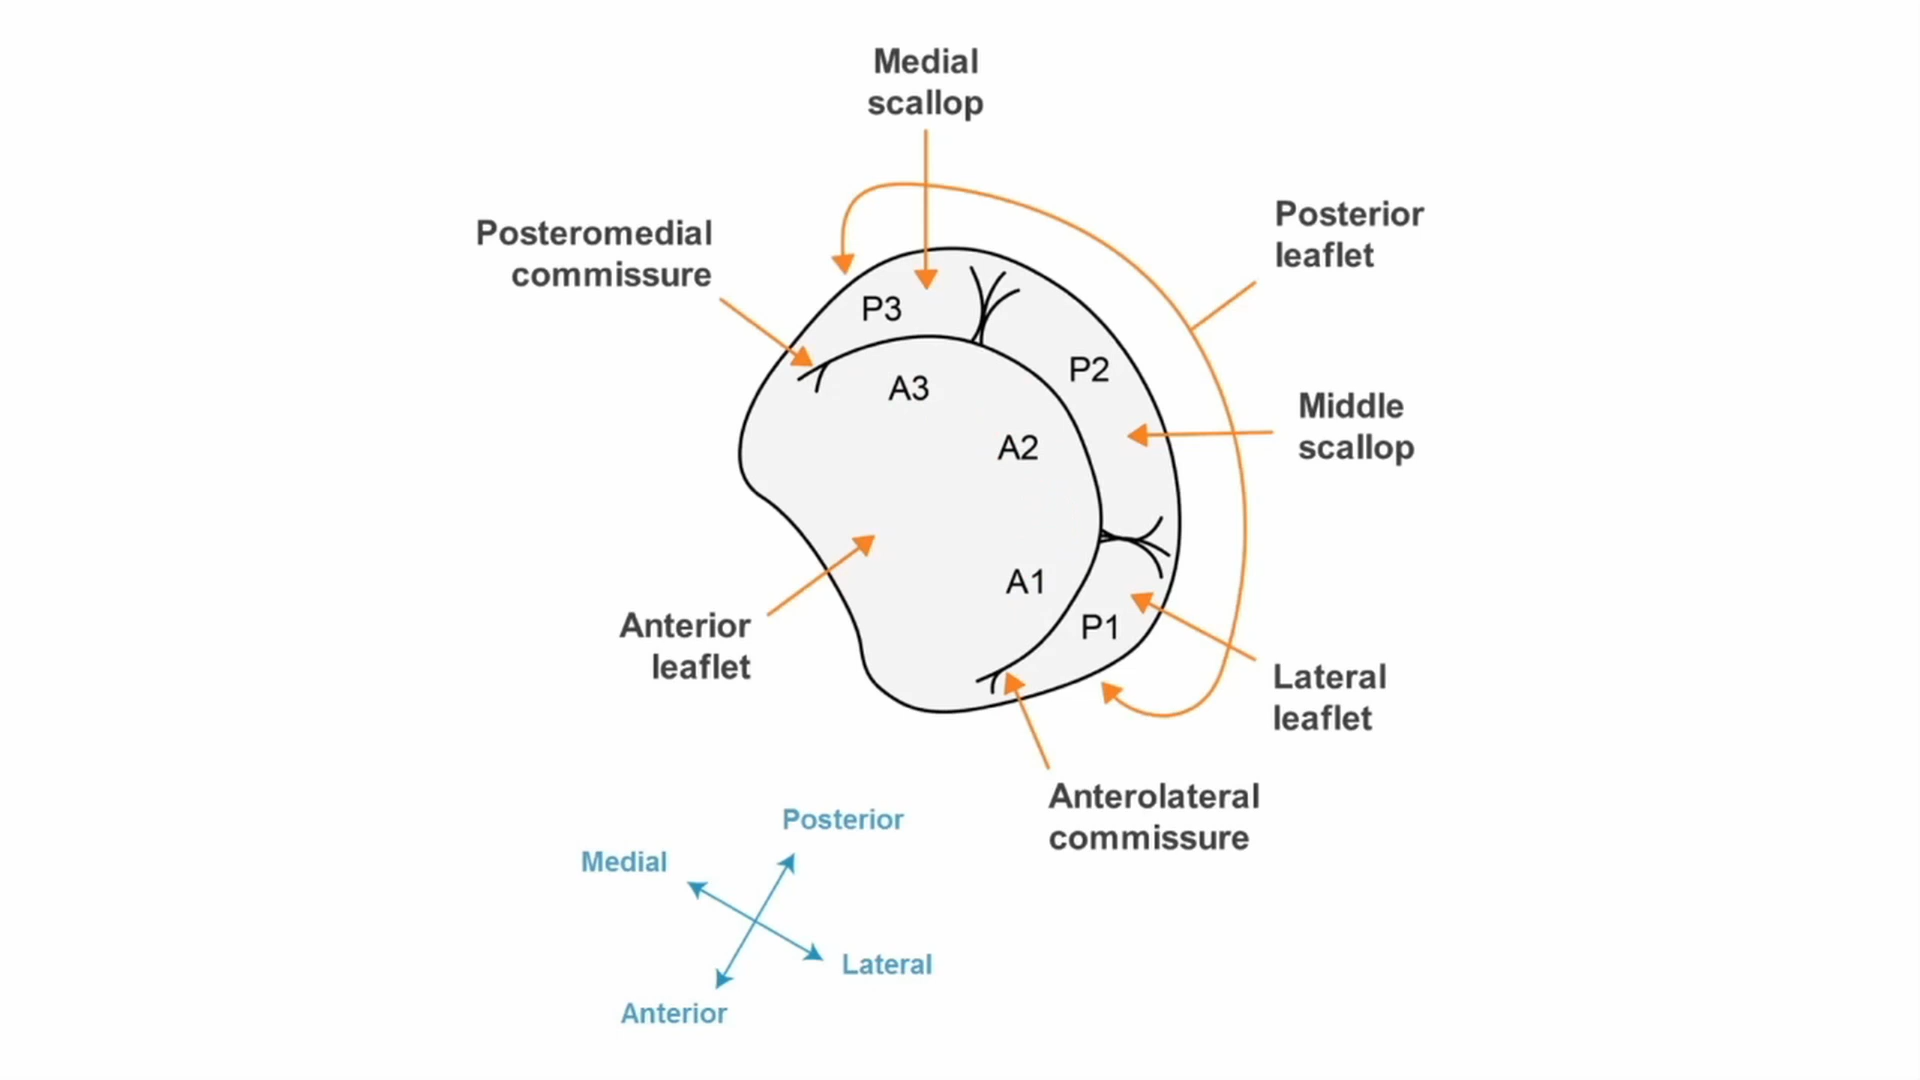 Medial
scallop
Posteromedial
commissure
Posterior
leaflet
P3
P2
A3
A2
Middle
scallop
A1
P1
Anterior
leaflet
Lateral
leaflet
Anterolateral
commissure
Posterior
Medial
Lateral
Anterior